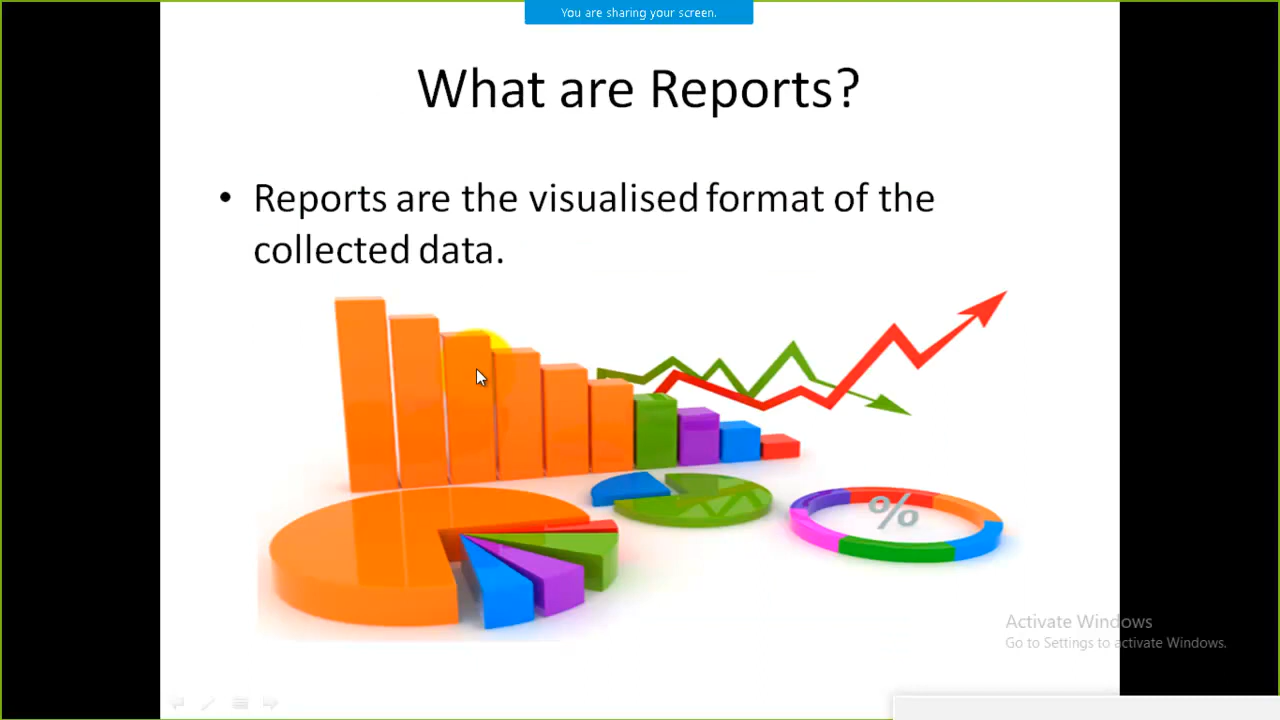 You are sharing your screen.
What are Reports?
• Reports are the visualised format of the
collected data.
%
Activate Windows
Go to Settings to activate Windows.